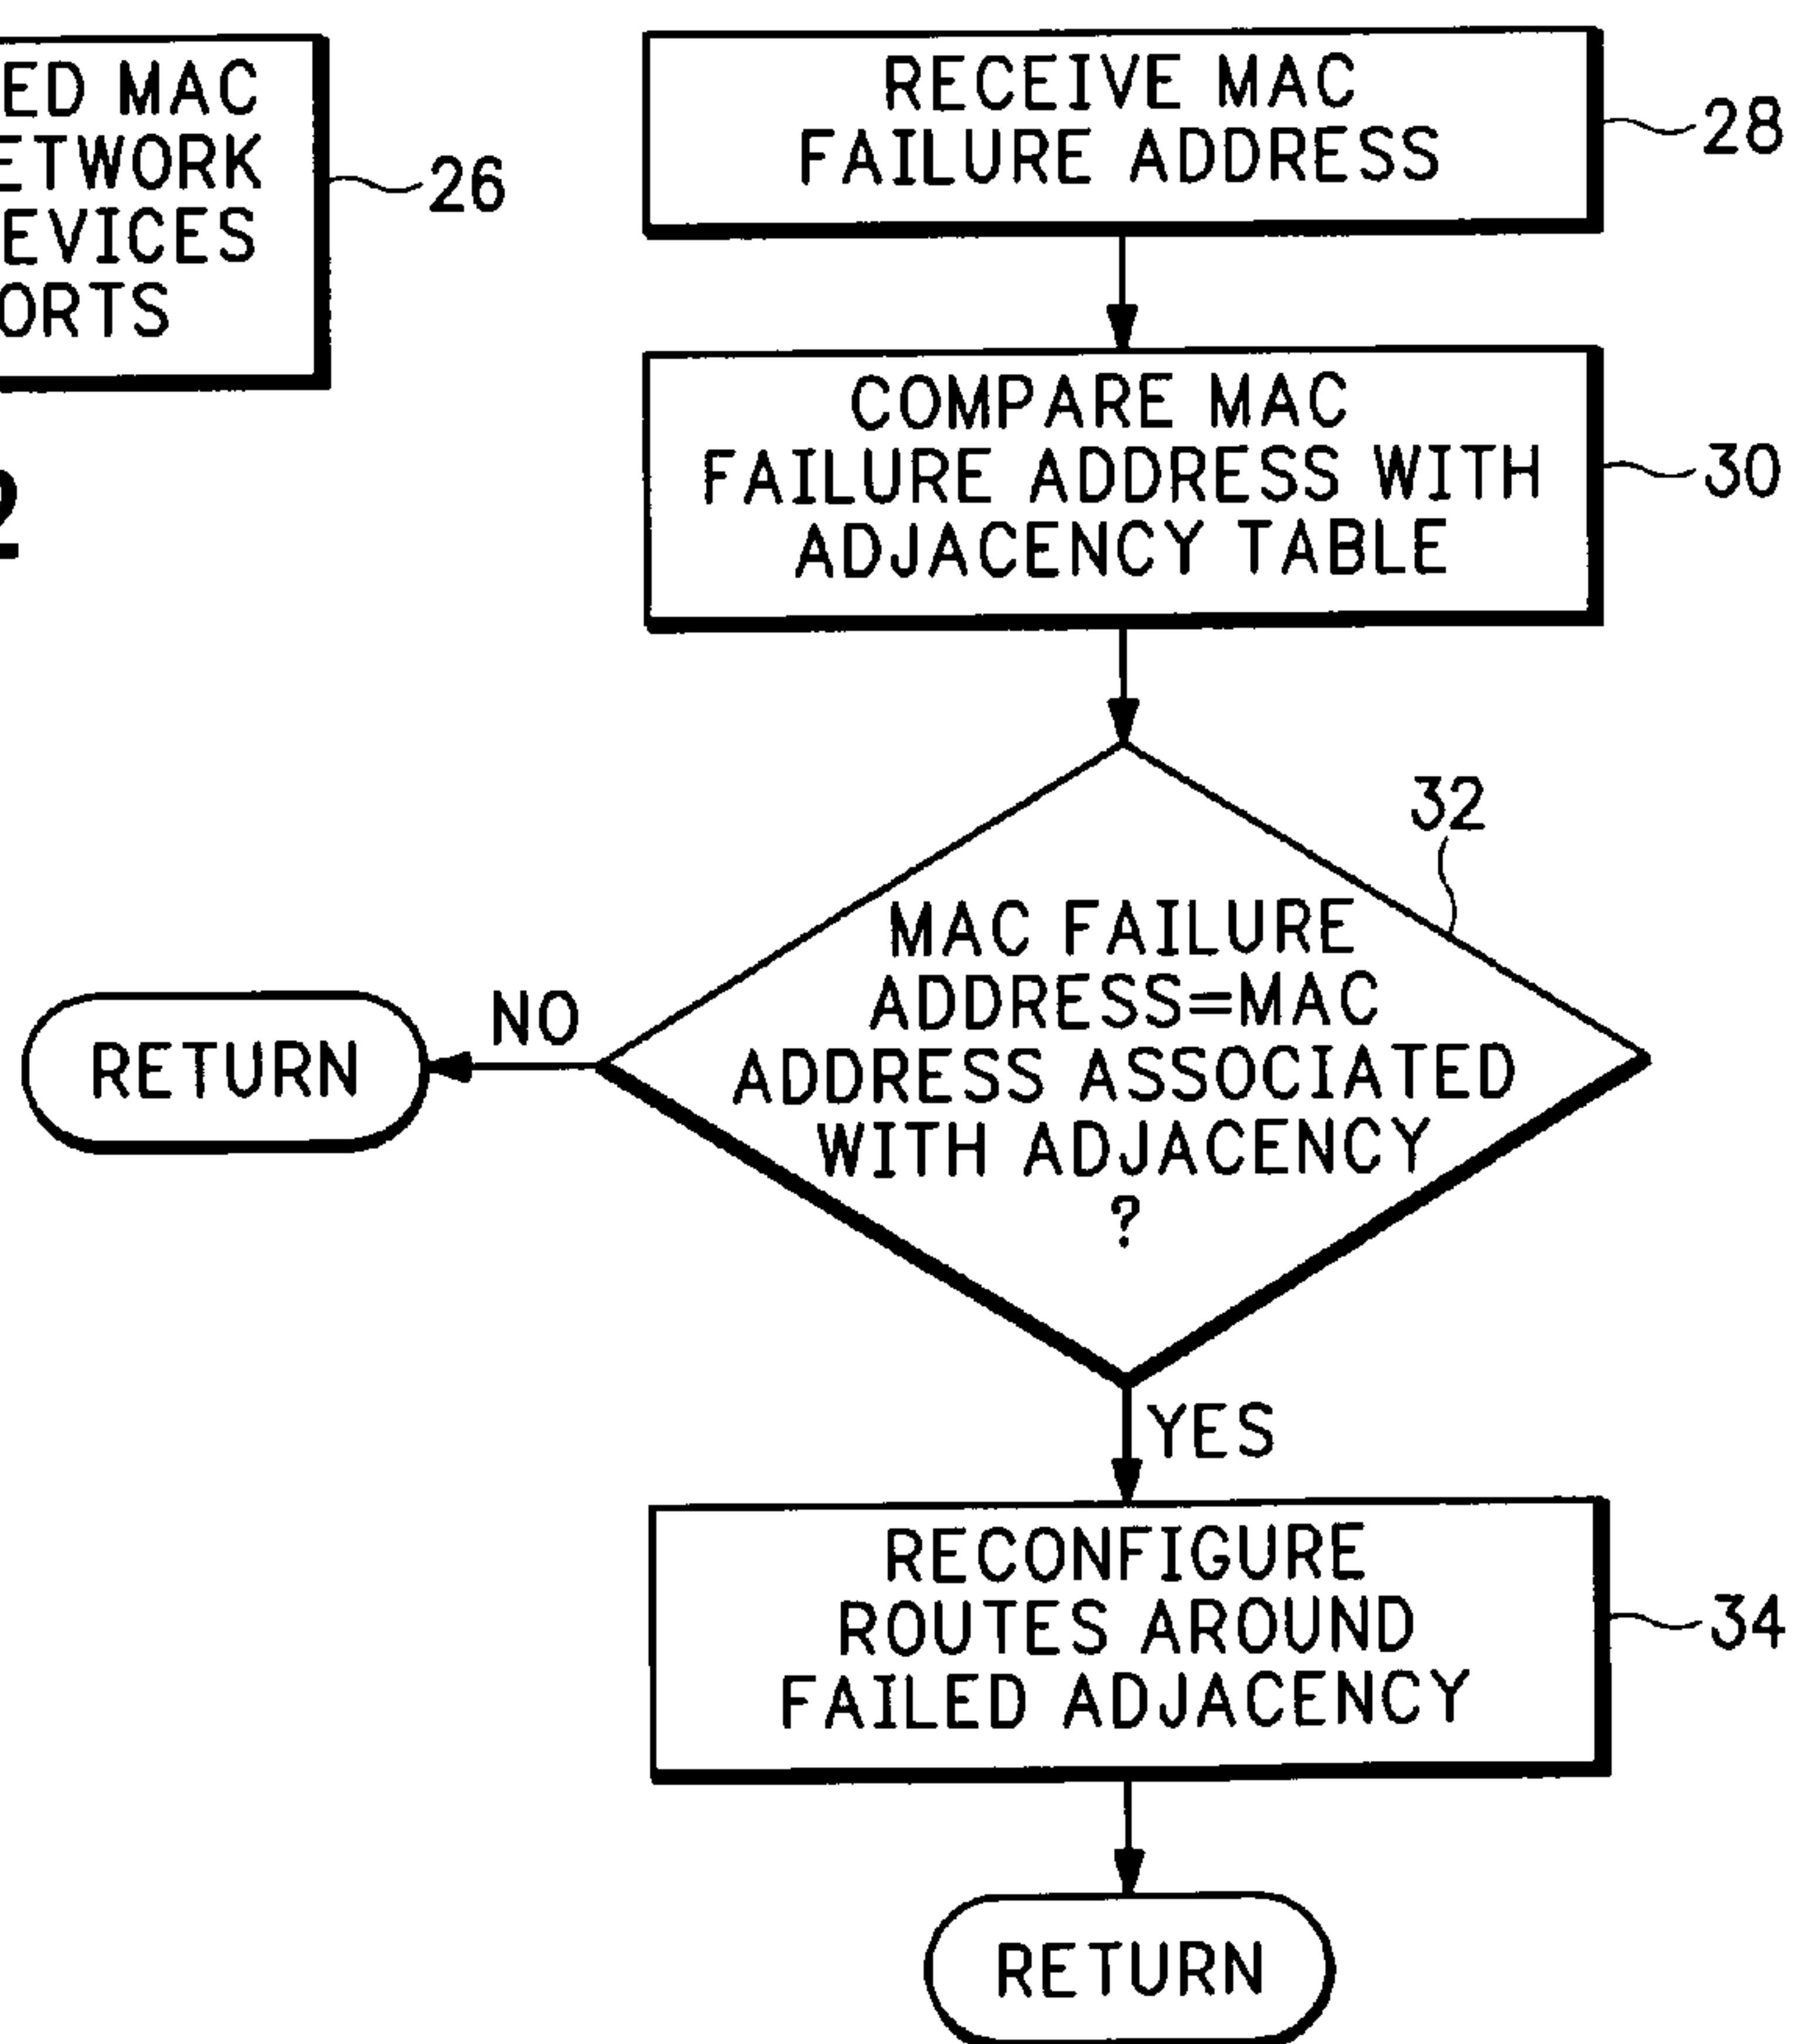 ED MAC
ETWORK
EVICES
ORTS
26
2
RECEIVE MAC
FAILURE ADDRESS
28
COMPARE MAC
FAILURE ADDRESS WITH
ADJACENCY TABLE
30
32
MAC FAILURE
ADDRESS=MAC
ADDRESS ASSOCIATED
WITH ADJACENCY
?
NO
RETURN
YES
RECONFIGURE
ROUTES AROUND
FAILED ADJACENCY
34
RETURN